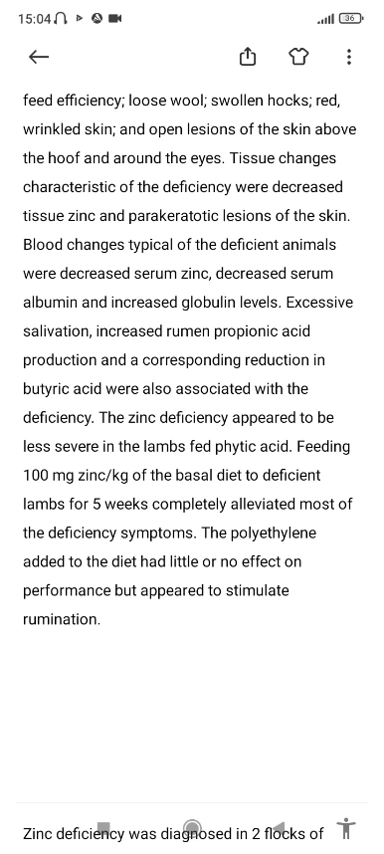 15:04
36
feed efficiency; loose wool; swollen hocks; red,
wrinkled skin; and open lesions of the skin above
the hoof and around the eyes. Tissue changes
characteristic of the deficiency were decreased
tissue zinc and parakeratotic lesions of the skin.
Blood changes typical of the deficient animals
were decreased serum zinc, decreased serum
albumin and increased globulin levels. Excessive
salivation, increased rumen propionic acid
production and a corresponding reduction in
butyric acid were also associated with the
deficiency. The zinc deficiency appeared to be
less severe in the lambs fed phytic acid. Feeding
100 mg zinc/kg of the basal diet to deficient
lambs for 5 weeks completely alleviated most of
the deficiency symptoms. The polyethylene
added to the diet had little or no effect on
performance but appeared to stimulate
rumination.
Zinc deficiency was diagnosed in 2 flocks of